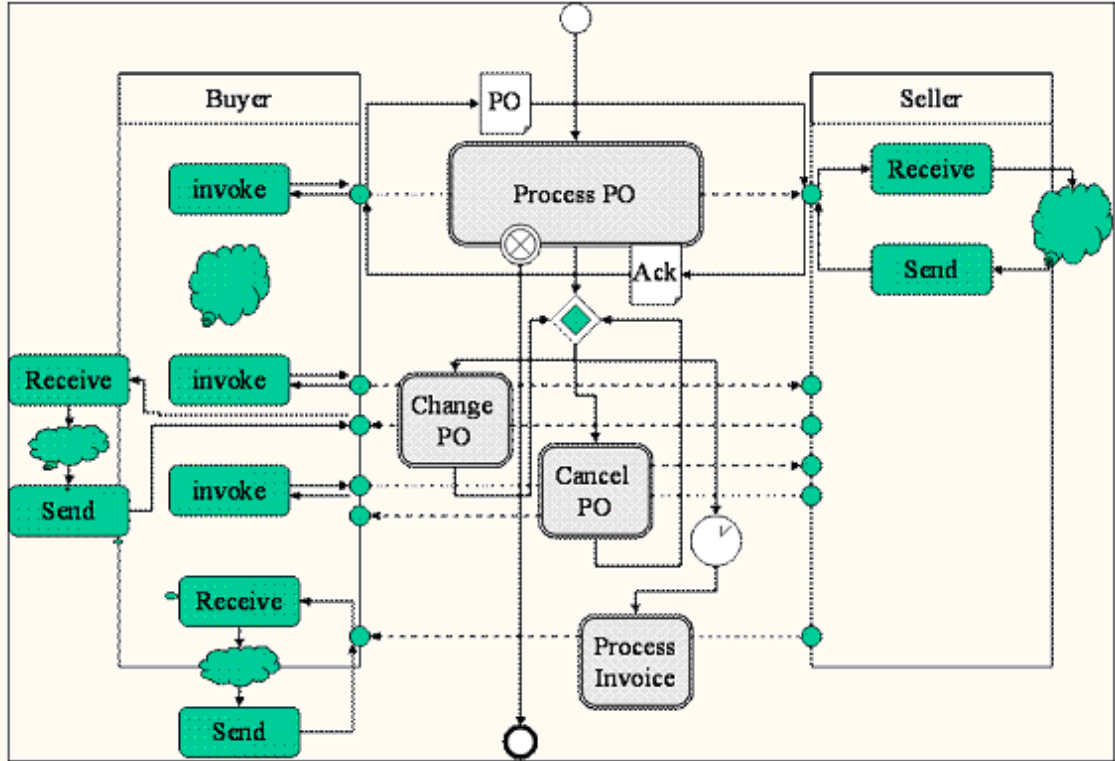 Buyer
PO
Seller
invoke
Process PO
Receive
Ack
Send
Receive
invoke
Change
PO
Cancel
PO
Send
invoke
Receive
Process
Invoice
Send